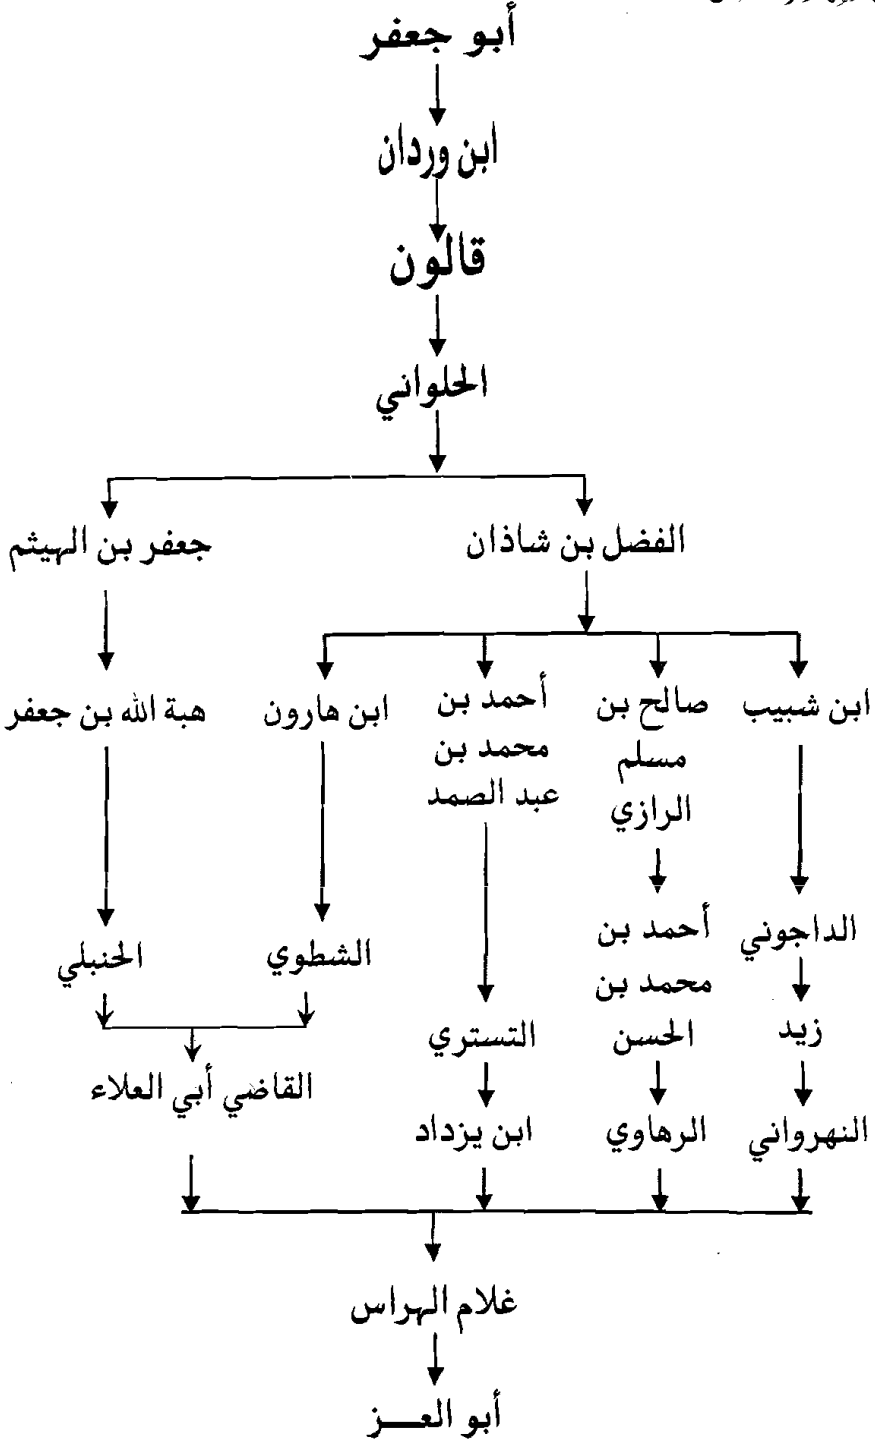 أبو جعفر
ابن وردان
قالون
الحلواني
الفضل بن شاذان
جعفر بن الهيثم
ابن شبيب
صالح بن
مسلم
الرازي
أحمد بن
محمد بن
عبد الصمد
ابن هارون
هبة الله بن جعفر
الداجوني
أحمد بن
محمد بن
الحسن
الشطوي
الحنبلي
زيد
التستري
القاضي أبي العلاء
النهرواني
الرهاوي
ابن يزداد
غلام الهراس
أبو العـــز